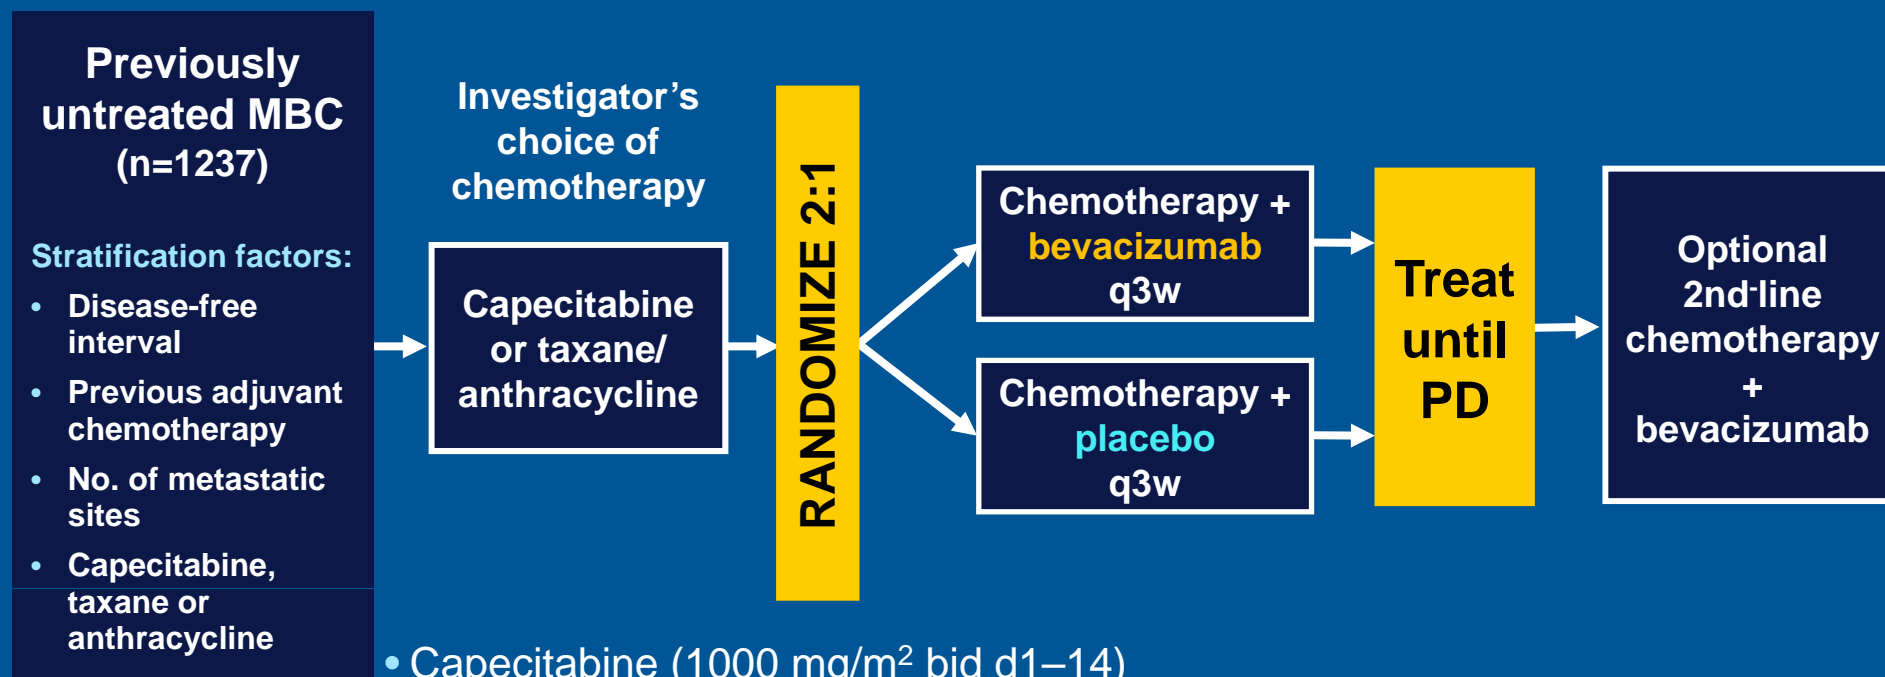 Previously
untreated MBC
(n=1237)
Stratification factors:
• Disease-free
interval
• Previous adjuvant
chemotherapy
• No. of metastatic
sites
• Capecitabine,
taxane or
anthracycline
Investigator’s
choice of
chemotherapy
Capecitabine
or taxane/
anthracycline
RANDOMIZE 2:1
Chemotherapy +
bevacizumab
q3w
Chemotherapy +
placebo
q3w
Treat
until
PD
Optional
2nd-line
chemotherapy
+
bevacizumab
• Capecitabine (1000 mg/m² bid d1–14)